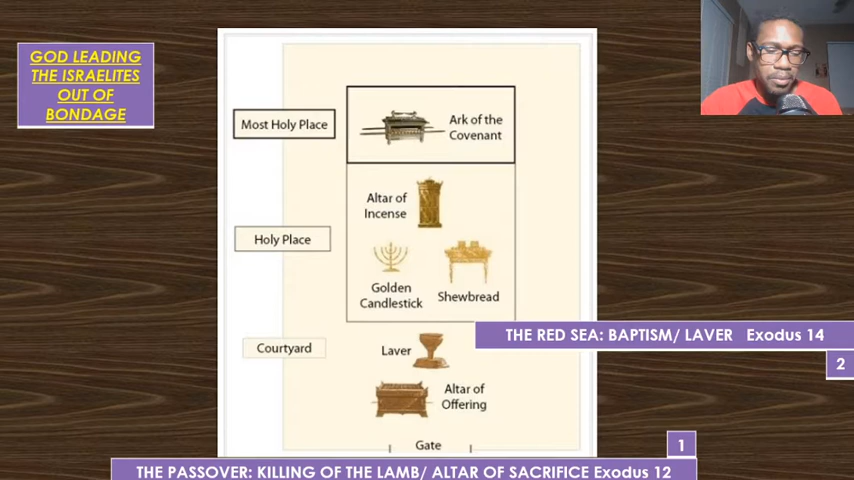 GOD LEADING
THE ISRAELITES
OUT OF
BONDAGE
Most Holy Place
Ark of the
Covenant
Altar of
Incense
Holy Place
Golden
Candlestick
Shewbread
THE RED SEA: BAPTISM/ LAVER Exodus 14
2
Courtyard
Laver
Altar of
Offering
Gate
1
THE PASSOVER: KILLING OF THE LAMB/ ALTAR OF SACRIFICE Exodus 12